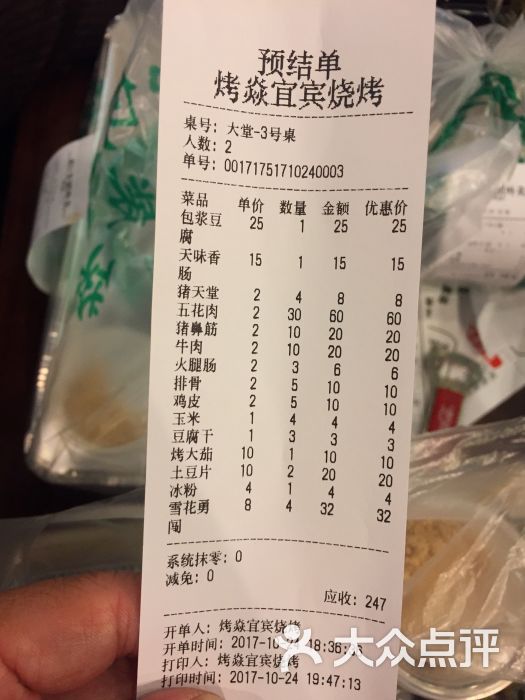 预结单
烤焱宜宾烧烤
桌号: 大堂-3号桌
人数: 2
单号: 00171751710240003
菜品 单价 数量 金额 优惠价
包浆豆腐 25 1 25 25
天味香肠 15 1 15 15
猪天堂 2 4 8 8
五花肉 2 30 60 60
猪鼻筋 2 10 20 20
牛肉 2 10 20 20
火腿肠 2 3 6 6
排骨 2 5 10 10
鸡皮 2 5 10 10
玉米 1 4 4 4
豆腐干 1 3 3 3
烤大茄 10 1 10 10
土豆片 10 2 20 20
冰粉 4 1 4 4
雪花勇闯 8 4 32 32
系统抹零: 0
减免: 0
应收: 247
开单人: 烤焱宜宾烧烤
开单时间: 2017-10-24 18:36:
打印人: 烤焱宜宾烧烤
打印时间: 2017-10-24 19:47:13
大众点评